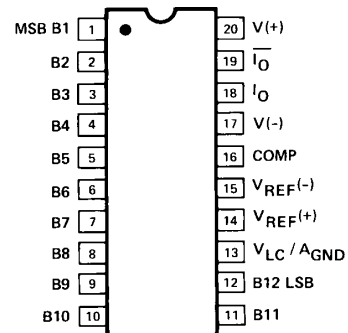 MSB B1 1 20 V(+)
B2 2 19 I̅O̅
B3 3 18 IO
B4 4 17 V(-)
B5 5 16 COMP
B6 6 15 VREF(-)
B7 7 14 VREF(+)
B8 8 13 VLC / AGND
B9 9 12 B12 LSB
B10 10 11 B11